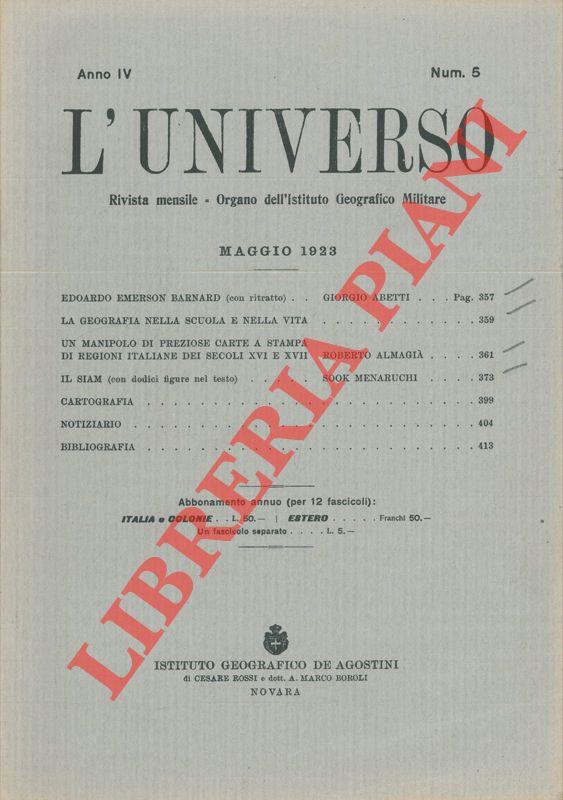 Anno IV Num. 5
L'UNIVERSO
Rivista mensile - Organo dell'Istituto Geografico Militare
MAGGIO 1923
EDOARDO EMERSON BARNARD (con ritratto) . . GIORGIO ABETTI . . . Pag. 357
LA GEOGRAFIA NELLA SCUOLA E NELLA VITA . . . . . . . . . . . . 359
UN MANIPOLO DI PREZIOSE CARTE A STAMPA
DI REGIONI ITALIANE DEI SECOLI XVI E XVII ROBERTO ALMAGIÀ . . . . 361
IL SIAM (con dodici figure nel testo) . . . . . SOOK MENARUCHI . . . . 373
CARTOGRAFIA . . . . . . . . . . . . . . . . . . . . . . . . 399
NOTIZIARIO . . . . . . . . . . . . . . . . . . . . . . . . 404
BIBLIOGRAFIA . . . . . . . . . . . . . . . . . . . . . . . . 413
Abbonamento annuo (per 12 fascicoli):
ITALIA e COLONIE . . L. 50.— | ESTERO . . . . . Franchi 50.—
Un fascicolo separato . . . . L. 5.—
ISTITUTO GEOGRAFICO DE AGOSTINI
di CESARE ROSSI e dott. A. MARCO BOROLI
NOVARA
LIBRERIA PIANI